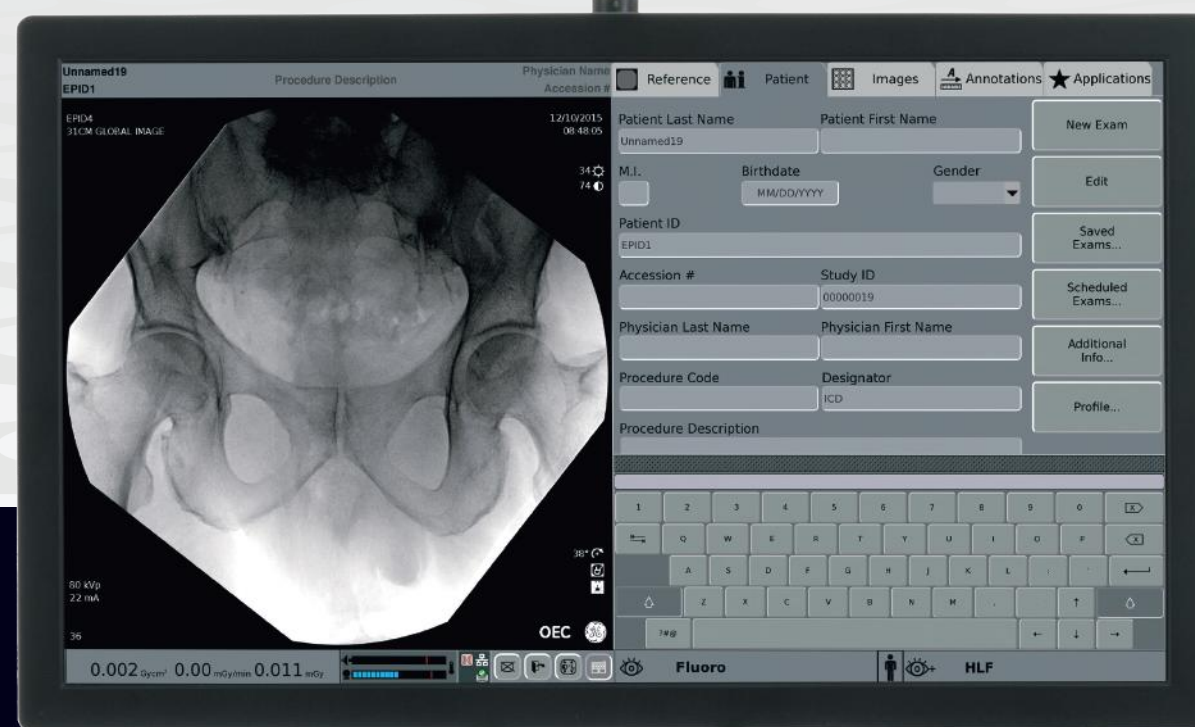 Unnamed19
EPID1
Procedure Description
Physician Name
Accession #
EPID4
31CM GLOBAL IMAGE
12/10/2015
08:48:05
34
74
38°
80 kVp
22 mA
36
OEC
0.002 Gycm² 0.00 mGy/min 0.011 mGy
Reference Patient Images Annotations Applications
Patient Last Name Patient First Name
Unnamed19
M.I. Birthdate Gender
MM/DD/YYYY
Patient ID
EPID1
Accession # Study ID
00000019
Physician Last Name Physician First Name
Procedure Code Designator
ICD
Procedure Description
New Exam
Edit
Saved
Exams...
Scheduled
Exams...
Additional
Info...
Profile...
1 2 3 4 5 6 7 8 9 0
Q W E R T Y U I O P
A S D F G H J K L
Z X C V B N M
?#@
Fluoro HLF